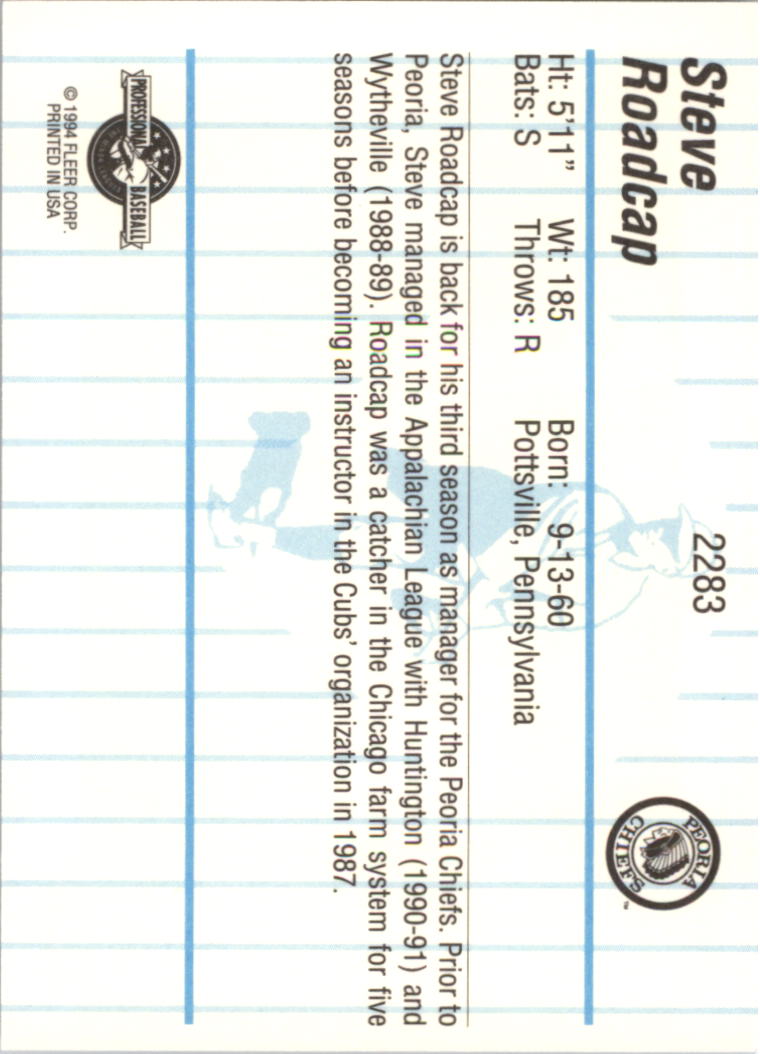 Steve
Roadcap
2283
PEORIA
CHIEFS
™
Ht: 5'11" Wt: 185 Born: 9-13-60
Bats: S Throws: R Pottsville, Pennsylvania
Steve Roadcap is back for his third season as manager for the Peoria Chiefs. Prior to
Peoria, Steve managed in the Appalachian League with Huntington (1990-91) and
Wytheville (1988-89). Roadcap was a catcher in the Chicago farm system for five
seasons before becoming an instructor in the Cubs' organization in 1987.
PROFESSIONAL BASEBALL
© 1994 FLEER CORP.
PRINTED IN USA